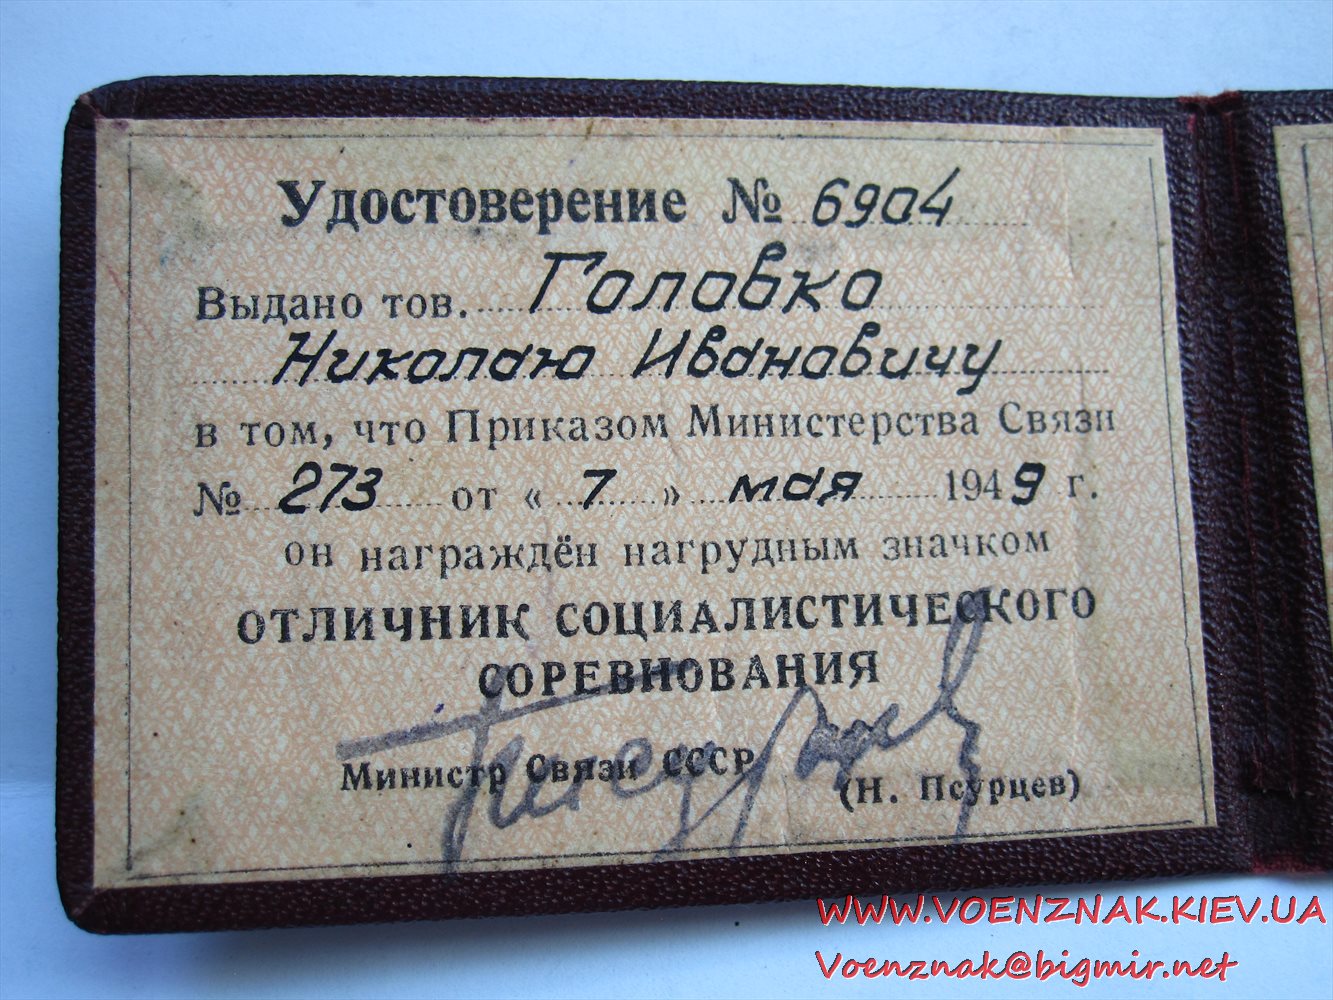 Удостоверение № 6904
Выдано тов. Головко
Николаю Ивановичу
в том, что Приказом Министерства Связи
№ 273 от « 7 » мая 1949 г.
он награждён нагрудным значком
ОТЛИЧНИК СОЦИАЛИСТИЧЕСКОГО
СОРЕВНОВАНИЯ
Министр Связи СССР
(Н. Псурцев)
WWW.VOENZNAK.KIEV.UA
Voenznak@bigmir.net